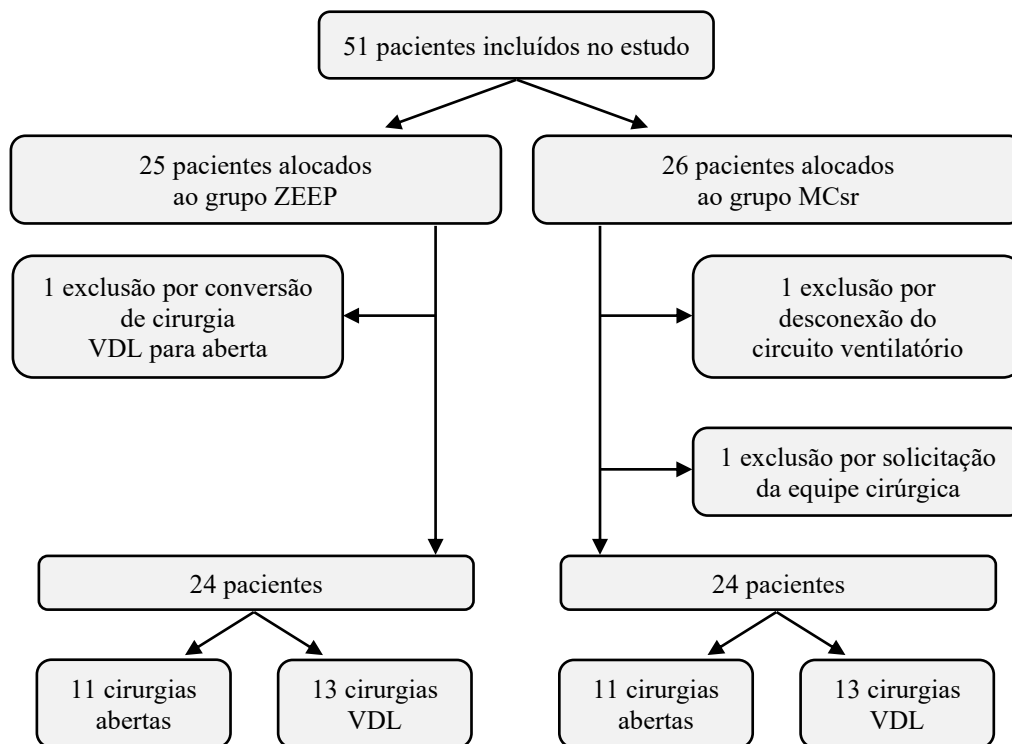 51 pacientes incluídos no estudo
25 pacientes alocados
ao grupo ZEEP
26 pacientes alocados
ao grupo MCsr
1 exclusão por conversão
de cirurgia
VDL para aberta
1 exclusão por
desconexão do
circuito ventilatório
1 exclusão por solicitação
da equipe cirúrgica
24 pacientes
24 pacientes
11 cirurgias
abertas
13 cirurgias
VDL
11 cirurgias
abertas
13 cirurgias
VDL